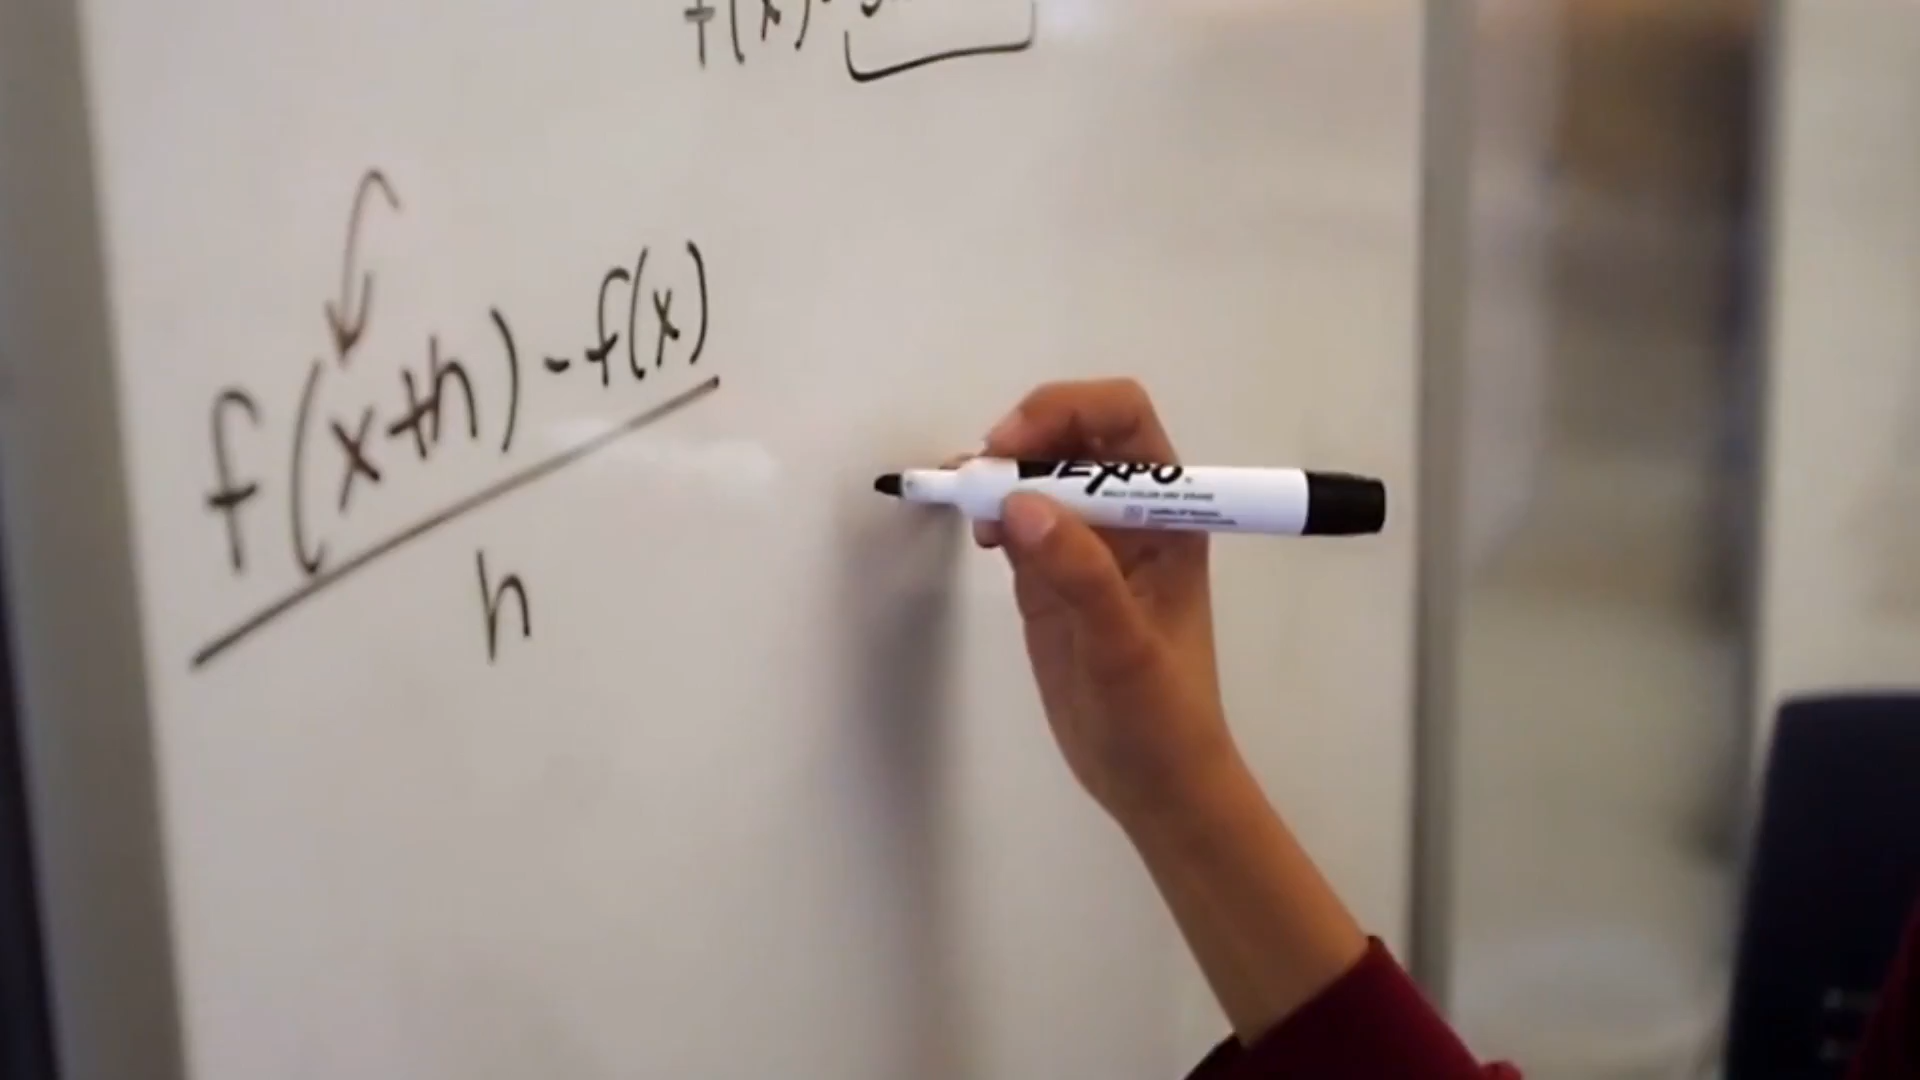 f(x)
f(x+h) - f(x)
h
EXPO